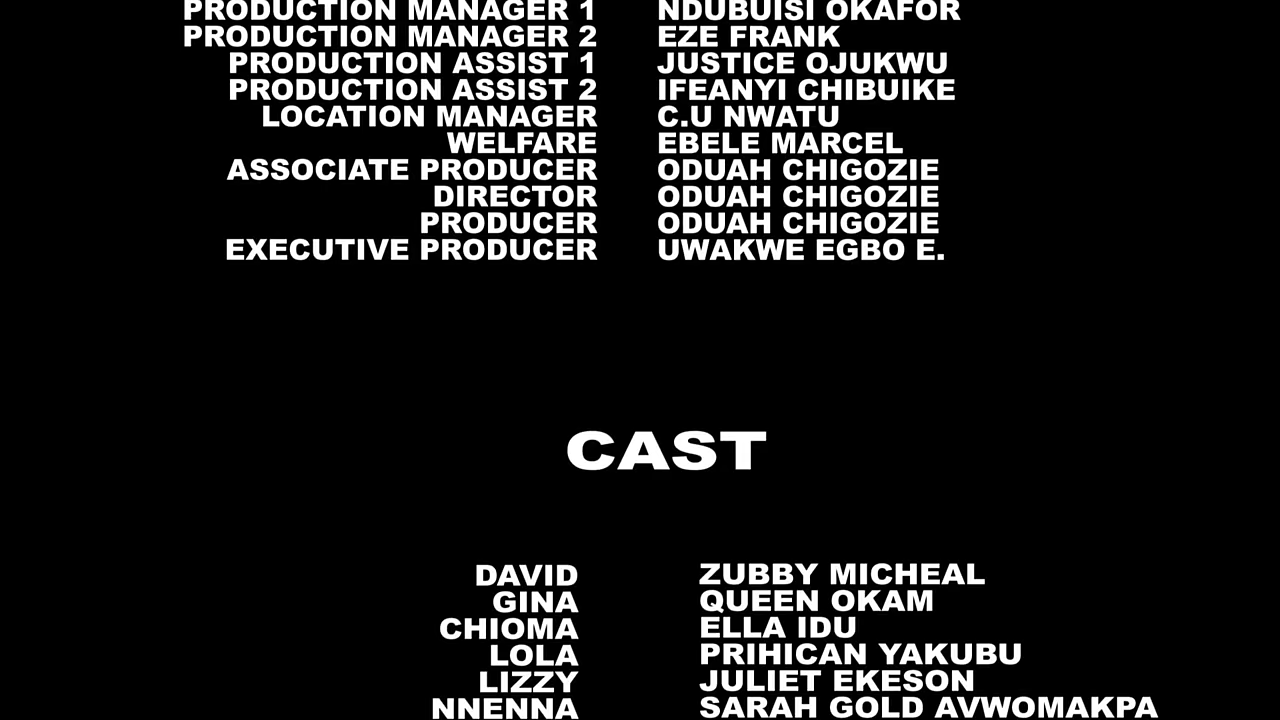 PRODUCTION MANAGER 1 NDUBUISI OKAFOR
PRODUCTION MANAGER 2 EZE FRANK
PRODUCTION ASSIST 1 JUSTICE OJUKWU
PRODUCTION ASSIST 2 IFEANYI CHIBUIKE
LOCATION MANAGER C.U NWATU
WELFARE EBELE MARCEL
ASSOCIATE PRODUCER ODUAH CHIGOZIE
DIRECTOR ODUAH CHIGOZIE
PRODUCER ODUAH CHIGOZIE
EXECUTIVE PRODUCER UWAKWE EGBO E.
CAST
DAVID ZUBBY MICHEAL
GINA QUEEN OKAM
CHIOMA ELLA IDU
LOLA PRIHICAN YAKUBU
LIZZY JULIET EKESON
NNENNA SARAH GOLD AVWOMAKPA